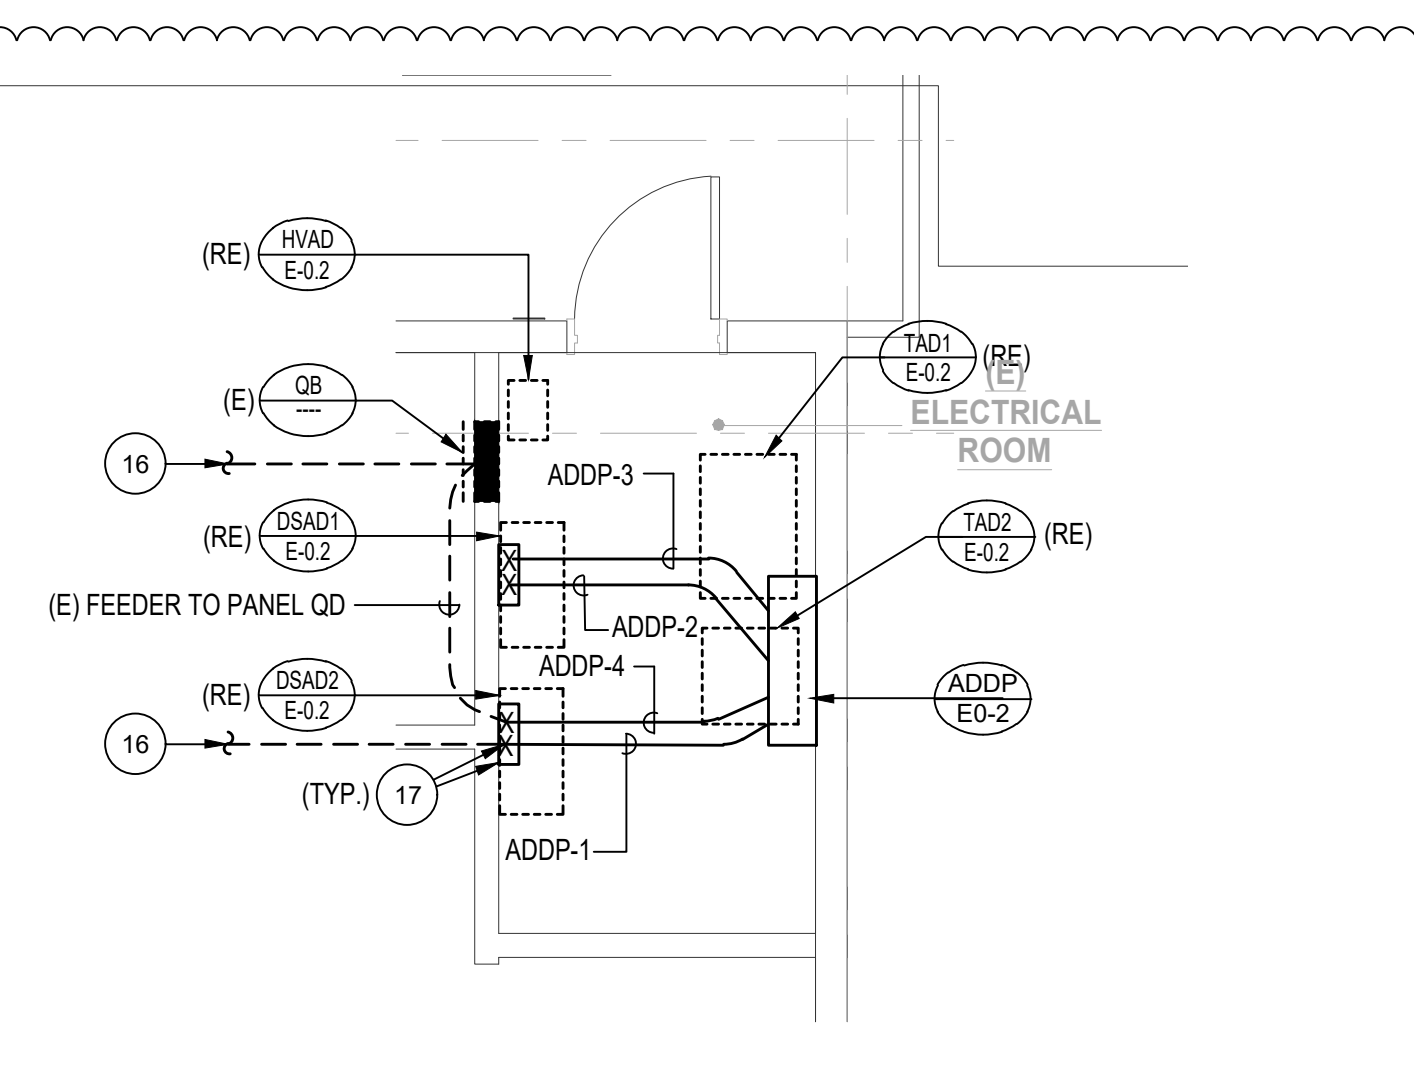 HVAD
(RE)
E-0.2
TAD1
(RE)
E-0.2
(E)
ELECTRICAL
ROOM
QB
(E)
----
16
ADDP-3
DSAD1
(RE)
E-0.2
TAD2
(RE)
E-0.2
X
X
(E) FEEDER TO PANEL QD
ADDP-2
ADDP-4
DSAD2
(RE)
E-0.2
ADDP
E0-2
X
X
16
(TYP.)
17
ADDP-1